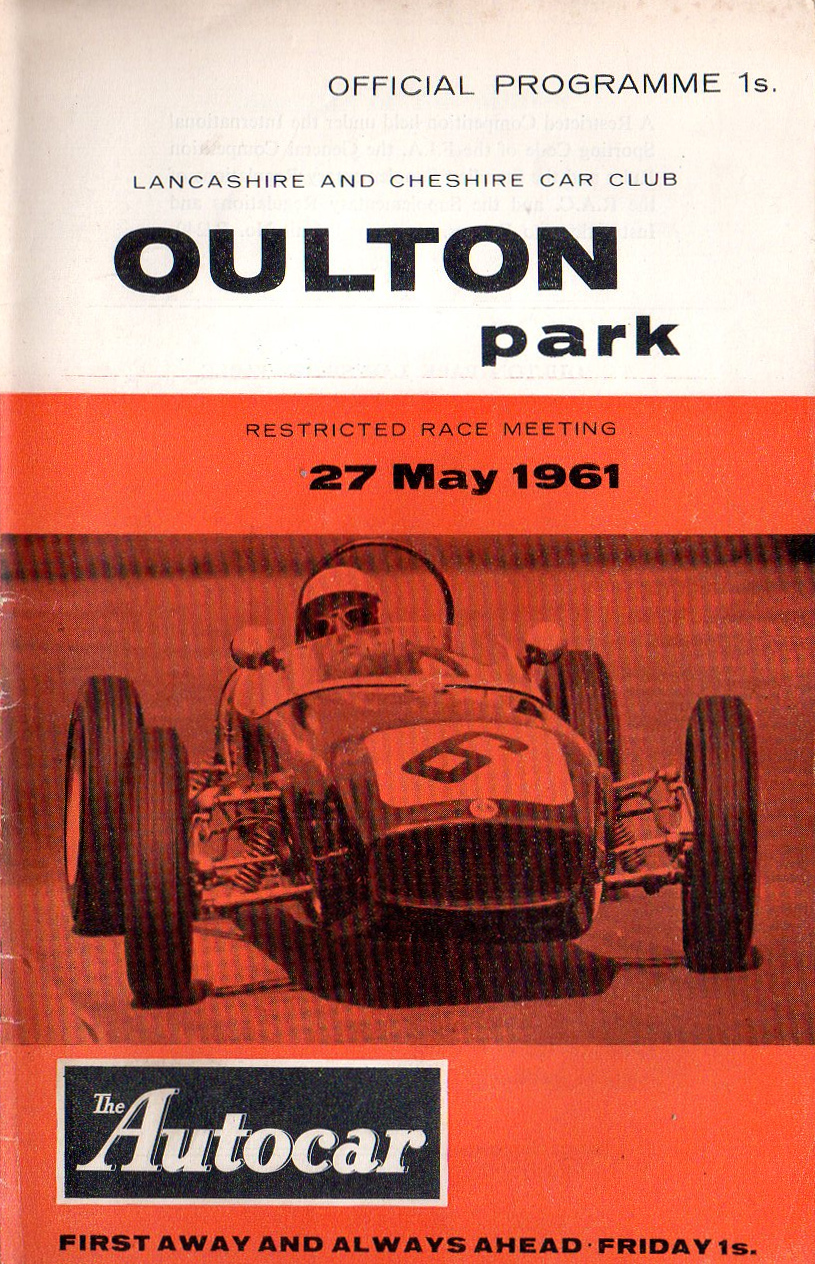 OFFICIAL PROGRAMME 1s.
LANCASHIRE AND CHESHIRE CAR CLUB
OULTON
park
RESTRICTED RACE MEETING
27 May 1961
6
The Autocar
FIRST AWAY AND ALWAYS AHEAD · FRIDAY 1s.